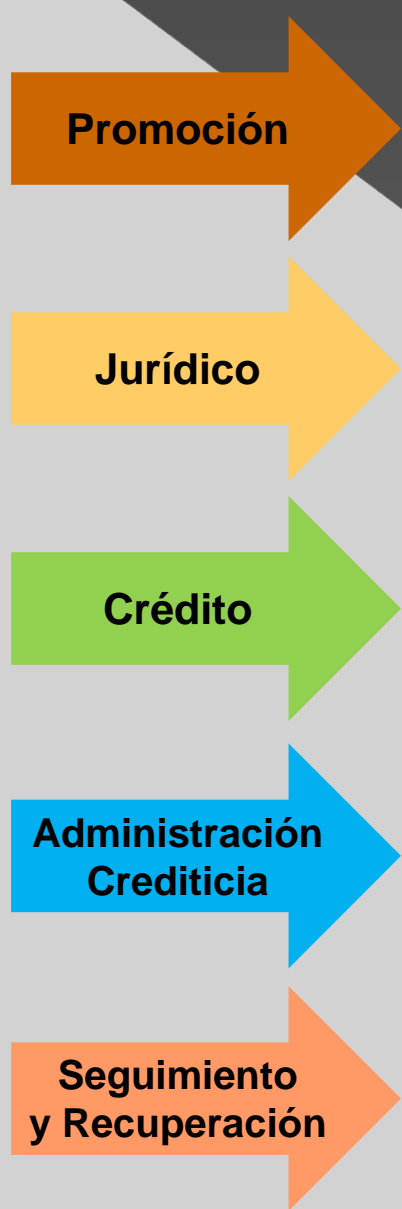 Promoción
Jurídico
Crédito
Administración
Crediticia
Seguimiento
y Recuperación